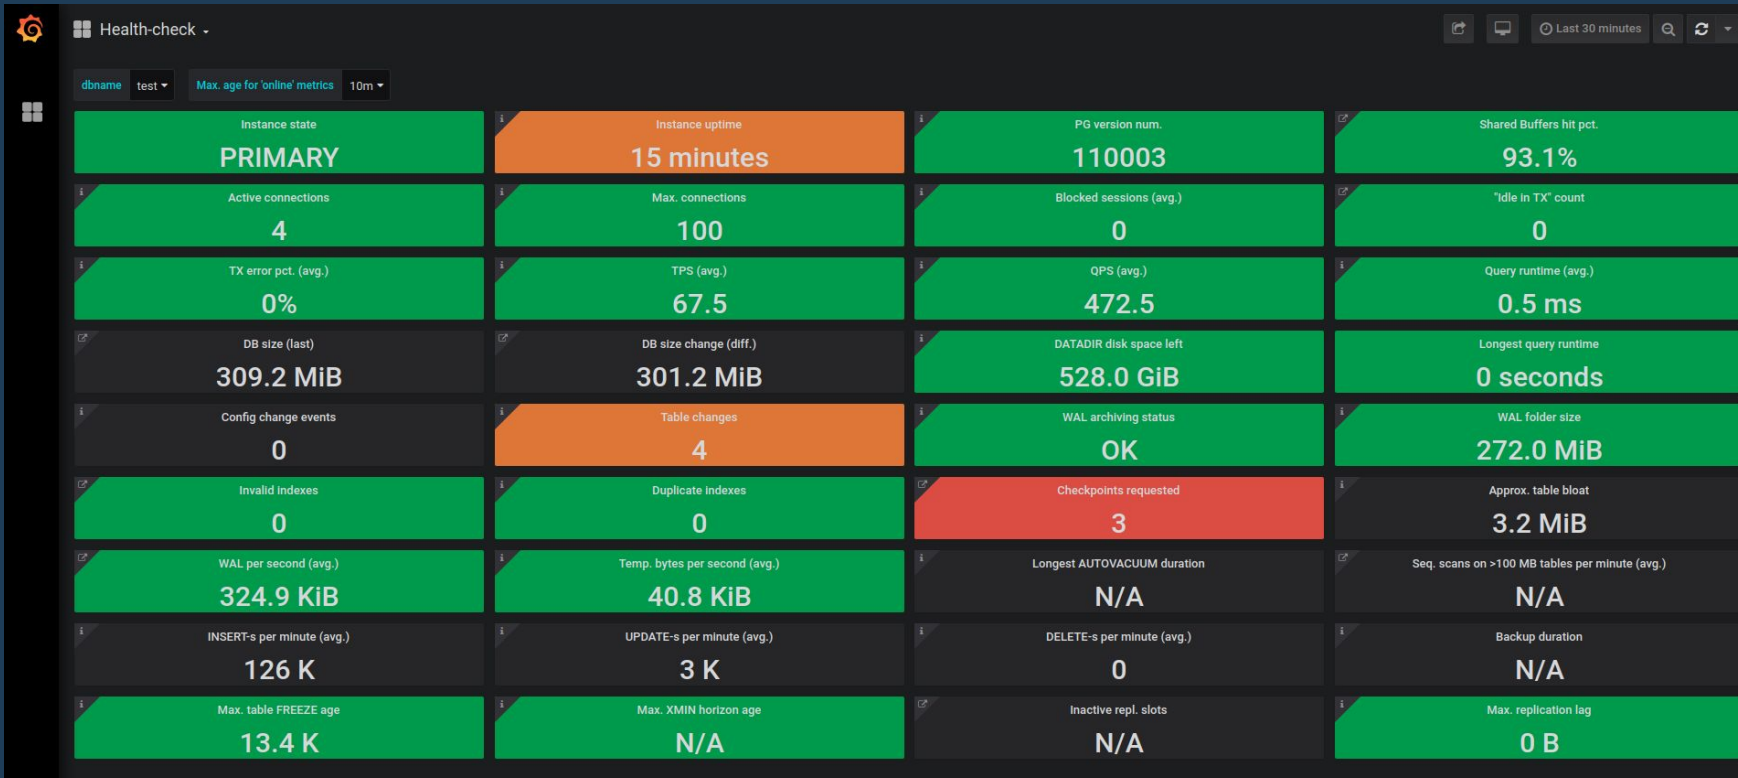 Health-check
Last 30 minutes
dbname test Max. age for 'online' metrics 10m
Instance state
PRIMARY
Instance uptime
15 minutes
PG version num.
110003
Shared Buffers hit pct.
93.1%
Active connections
4
Max. connections
100
Blocked sessions (avg.)
0
"Idle in TX" count
0
TX error pct. (avg.)
0%
TPS (avg.)
67.5
QPS (avg.)
472.5
Query runtime (avg.)
0.5 ms
DB size (last)
309.2 MiB
DB size change (diff.)
301.2 MiB
DATADIR disk space left
528.0 GiB
Longest query runtime
0 seconds
Config change events
0
Table changes
4
WAL archiving status
OK
WAL folder size
272.0 MiB
Invalid indexes
0
Duplicate indexes
0
Checkpoints requested
3
Approx. table bloat
3.2 MiB
WAL per second (avg.)
324.9 KiB
Temp. bytes per second (avg.)
40.8 KiB
Longest AUTOVACUUM duration
N/A
Seq. scans on >100 MB tables per minute (avg.)
N/A
INSERT-s per minute (avg.)
126 K
UPDATE-s per minute (avg.)
3 K
DELETE-s per minute (avg.)
0
Backup duration
N/A
Max. table FREEZE age
13.4 K
Max. XMIN horizon age
N/A
Inactive repl. slots
N/A
Max. replication lag
0 B